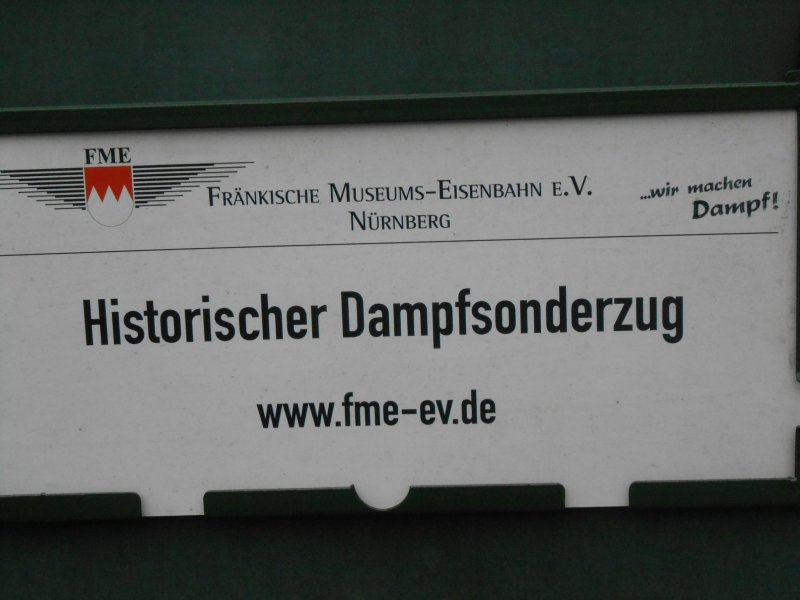 FME
Fränkische Museums-Eisenbahn e.V.
Nürnberg
...wir machen
Dampf!
Historischer Dampfsonderzug
www.fme-ev.de